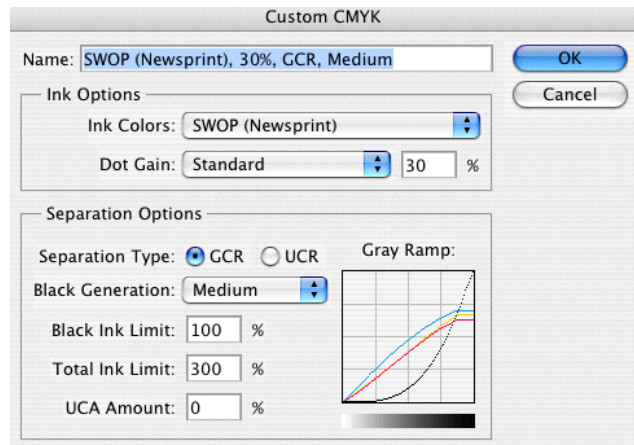 Custom CMYK
Name: SWOP (Newsprint), 30%, GCR, Medium
OK
Cancel
Ink Options
Ink Colors: SWOP (Newsprint)
Dot Gain: Standard 30 %
Separation Options
Separation Type: GCR UCR
Gray Ramp:
Black Generation: Medium
Black Ink Limit: 100 %
Total Ink Limit: 300 %
UCA Amount: 0 %